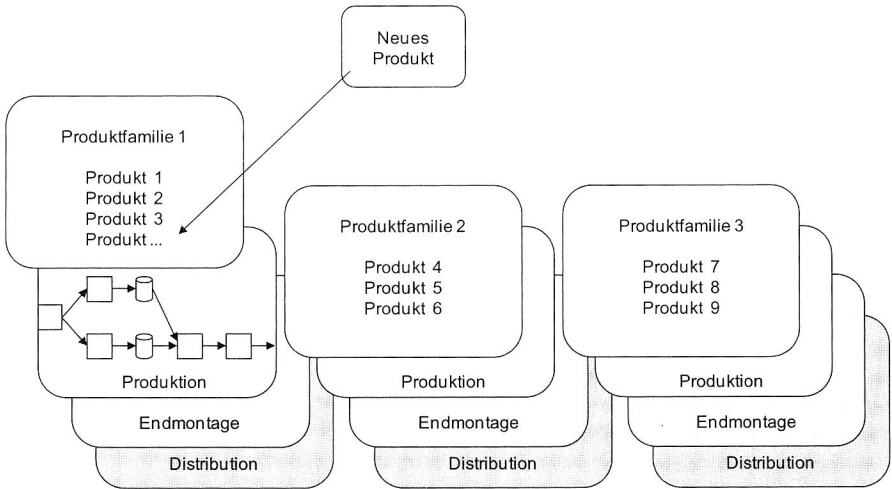 Neues
Produkt
Produktfamilie 1
Produkt 1
Produkt 2
Produkt 3
Produkt ...
Produktion
Endmontage
Distribution
Produktfamilie 2
Produkt 4
Produkt 5
Produkt 6
Produktion
Endmontage
Distribution
Produktfamilie 3
Produkt 7
Produkt 8
Produkt 9
Produktion
Endmontage
Distribution